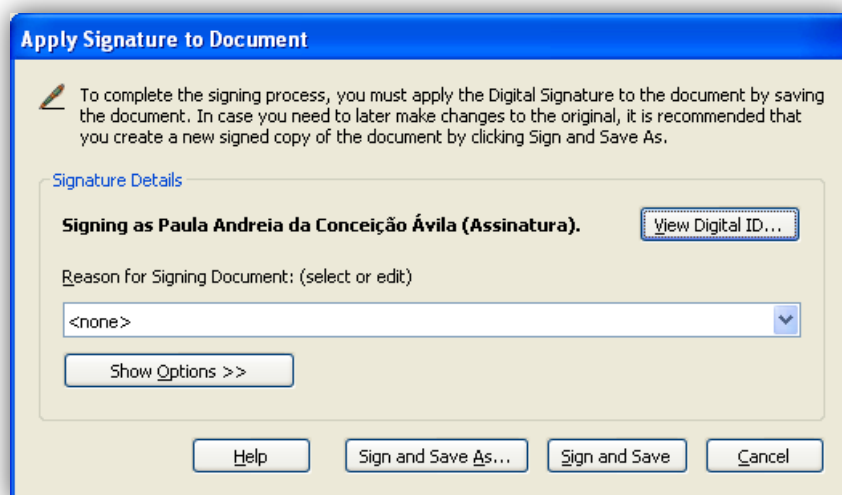 Apply Signature to Document
To complete the signing process, you must apply the Digital Signature to the document by saving
the document. In case you need to later make changes to the original, it is recommended that
you create a new signed copy of the document by clicking Sign and Save As.
Signature Details
Signing as Paula Andreia da Conceição Ávila (Assinatura).
View Digital ID...
Reason for Signing Document: (select or edit)
<none>
Show Options >>
Help
Sign and Save As...
Sign and Save
Cancel